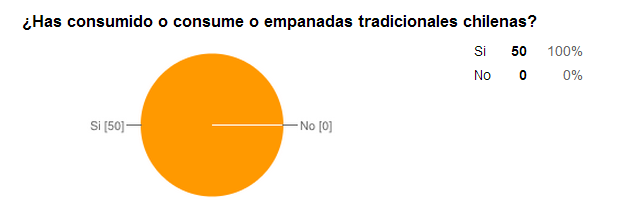 ¿Has consumido o consume o empanadas tradicionales chilenas?
Si 50 100%
No 0 0%
Si [50] No [0]